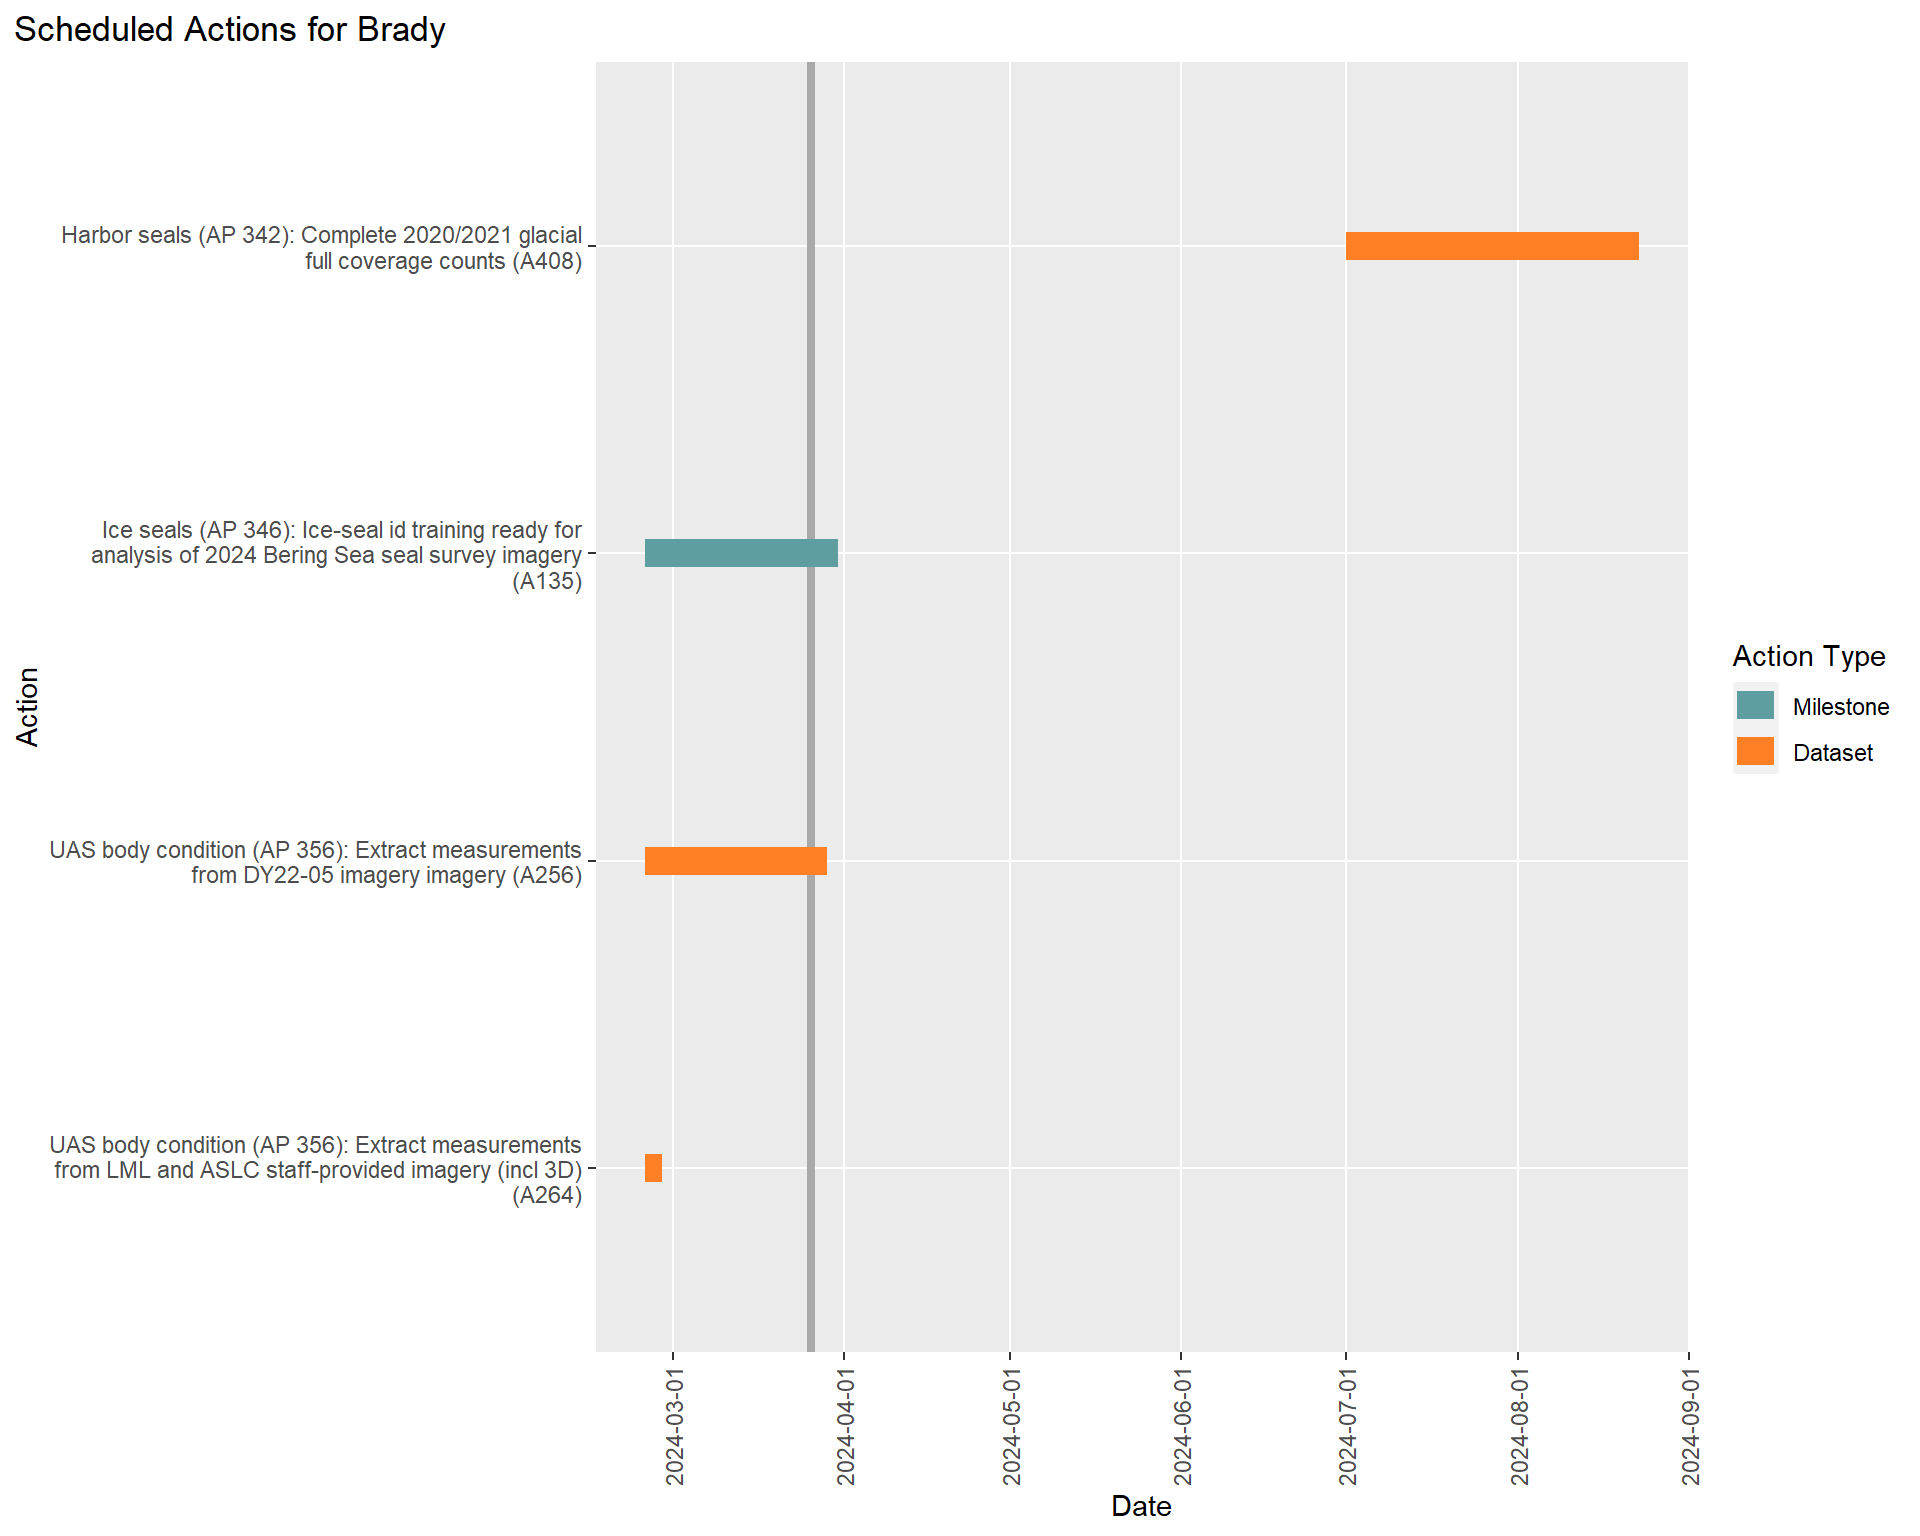 Scheduled Actions for Brady
Harbor seals (AP 342): Complete 2020/2021 glacial
full coverage counts (A408)
Ice seals (AP 346): Ice-seal id training ready for
analysis of 2024 Bering Sea seal survey imagery
(A135)
UAS body condition (AP 356): Extract measurements
from DY22-05 imagery imagery (A256)
UAS body condition (AP 356): Extract measurements
from LML and ASLC staff-provided imagery (incl 3D)
(A264)
Action
2024-03-01
2024-04-01
2024-05-01
2024-06-01
2024-07-01
2024-08-01
2024-09-01
Date
Action Type
Milestone
Dataset